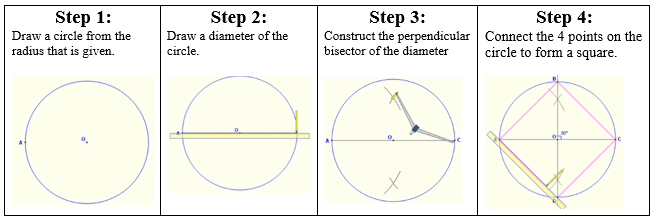 Step 1:
Draw a circle from the
radius that is given.
A
O
Step 2:
Draw a diameter of the
circle.
A
O
Step 3:
Construct the perpendicular
bisector of the diameter
A
O
C
Step 4:
Connect the 4 points on the
circle to form a square.
B
O
90°
C